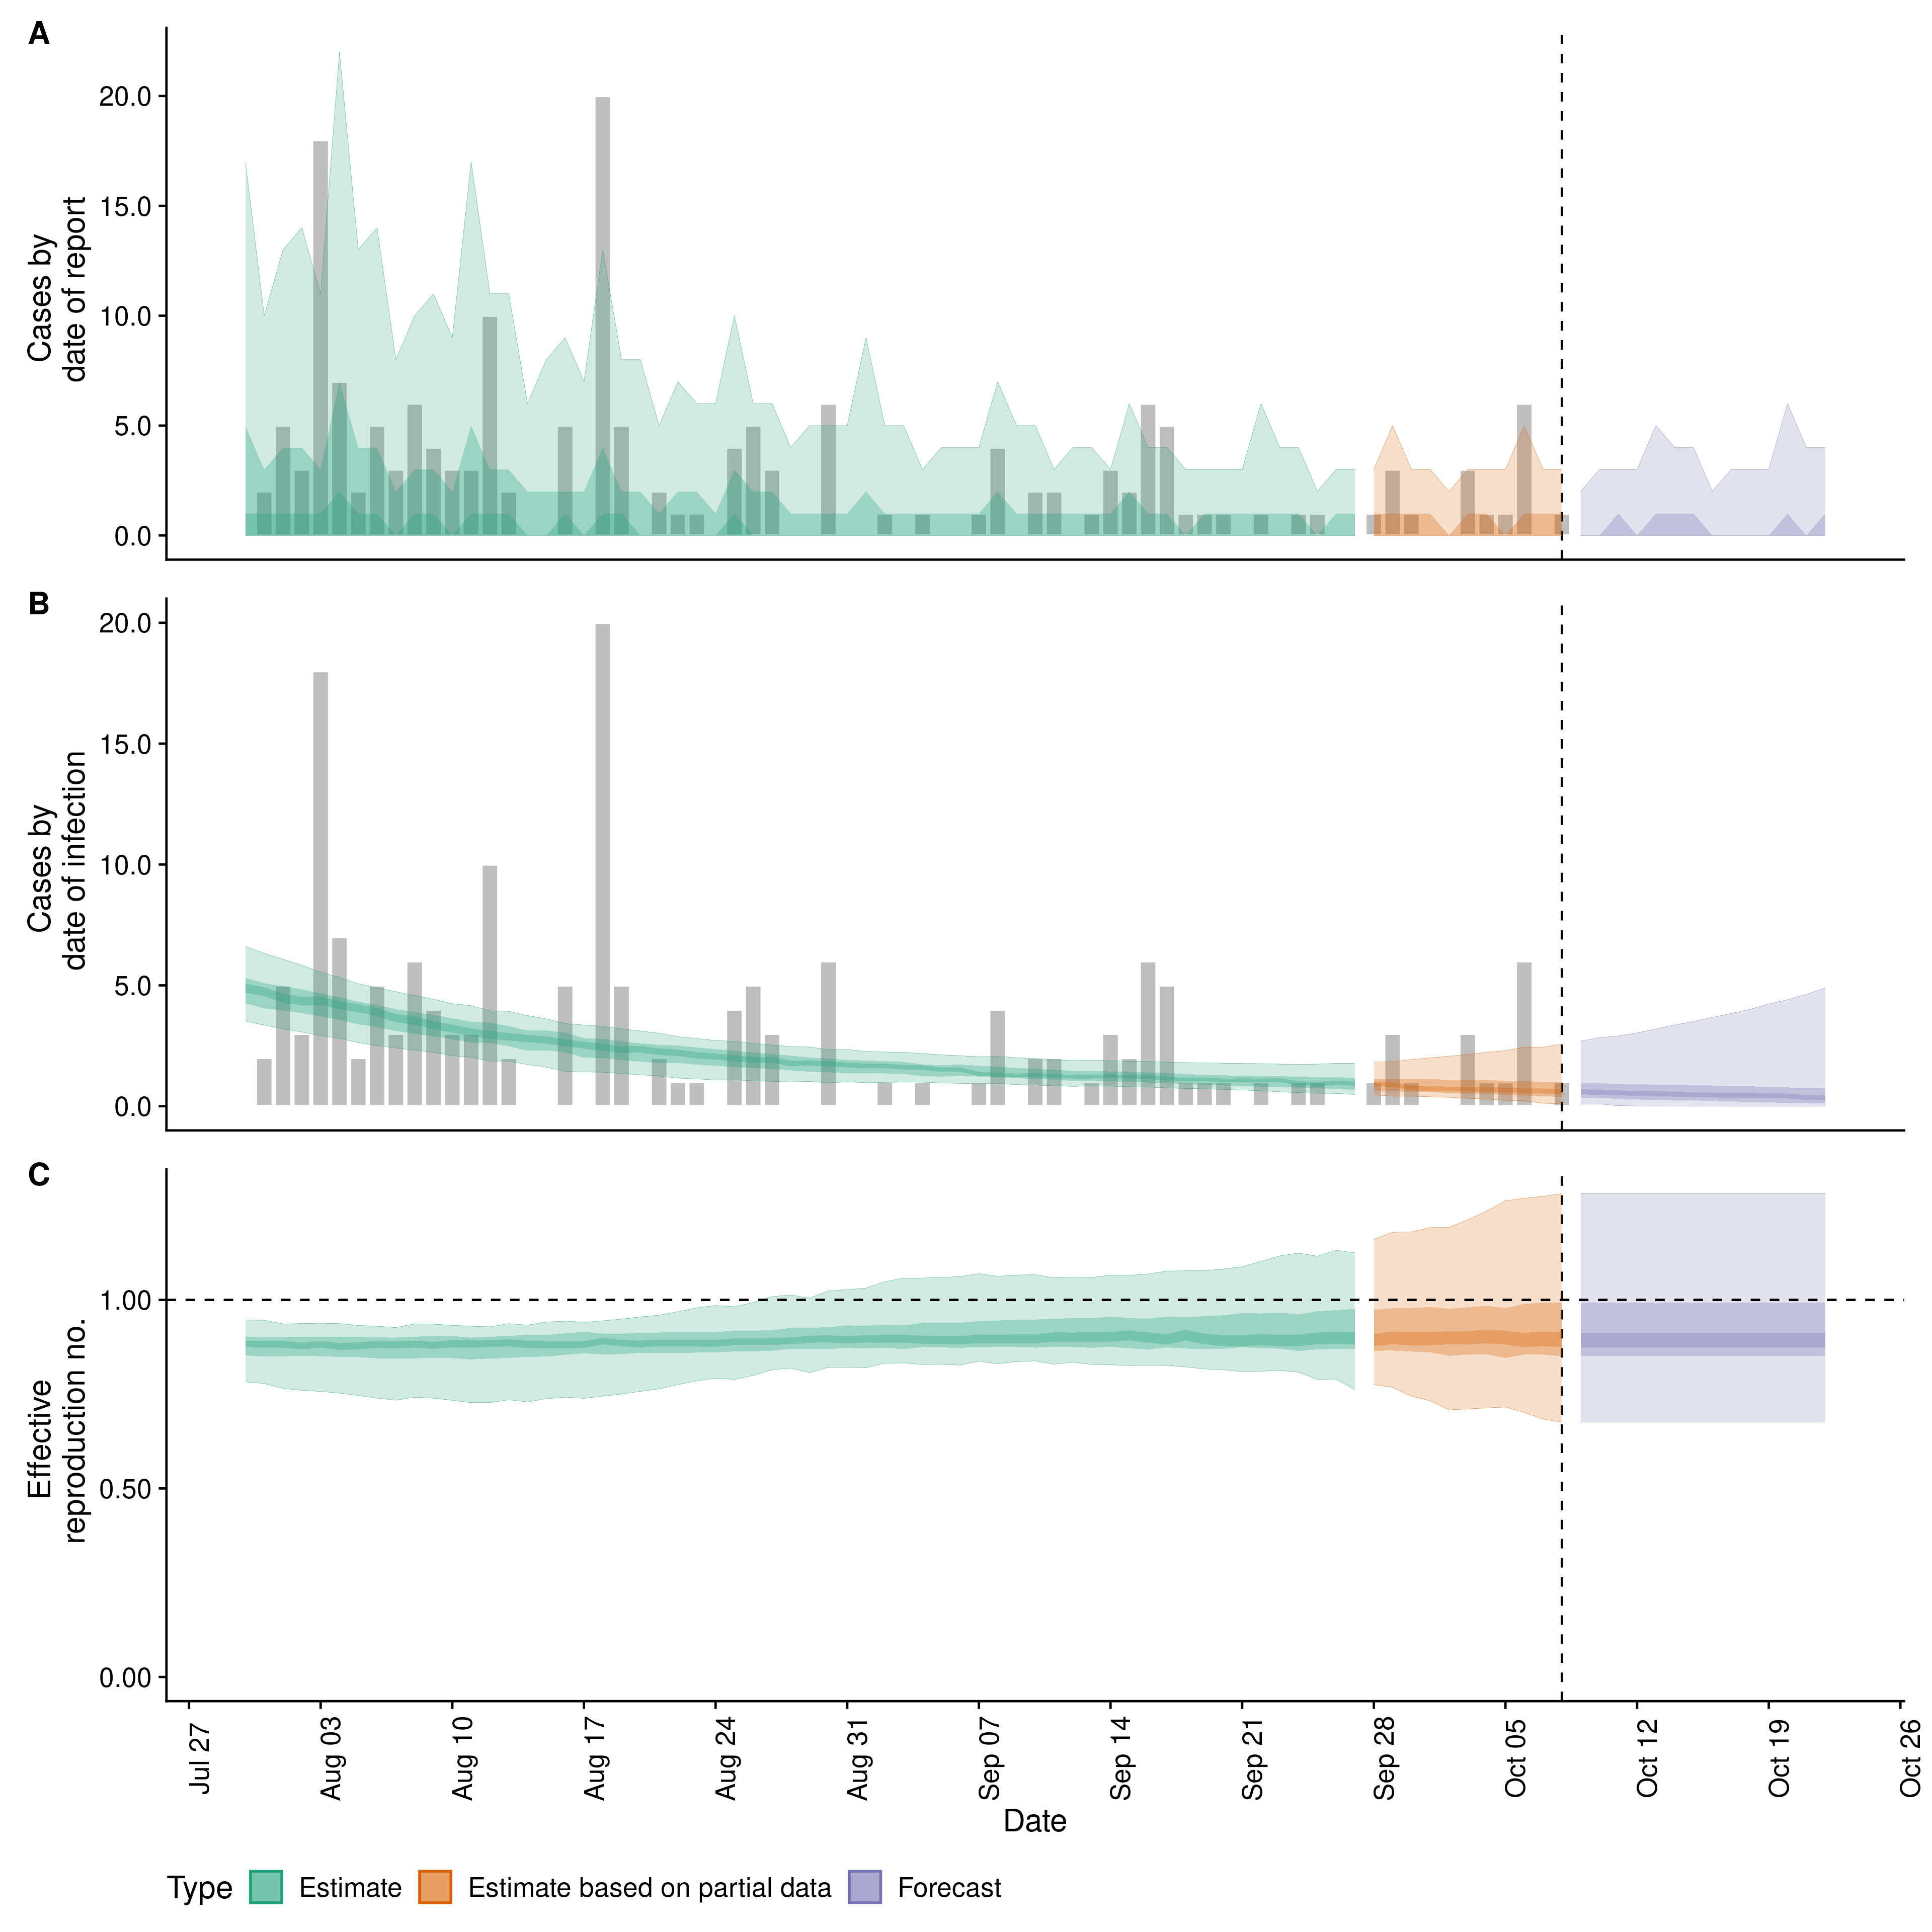 A
20.0
15.0
10.0
5.0
0.0
Cases by
date of report
B
20.0
15.0
10.0
5.0
0.0
Cases by
date of infection
C
1.00
0.50
0.00
Effective
reproduction no.
Jul 27
Aug 03
Aug 10
Aug 17
Aug 24
Aug 31
Sep 07
Sep 14
Sep 21
Sep 28
Oct 05
Oct 12
Oct 19
Oct 26
Date
Type Estimate Estimate based on partial data Forecast